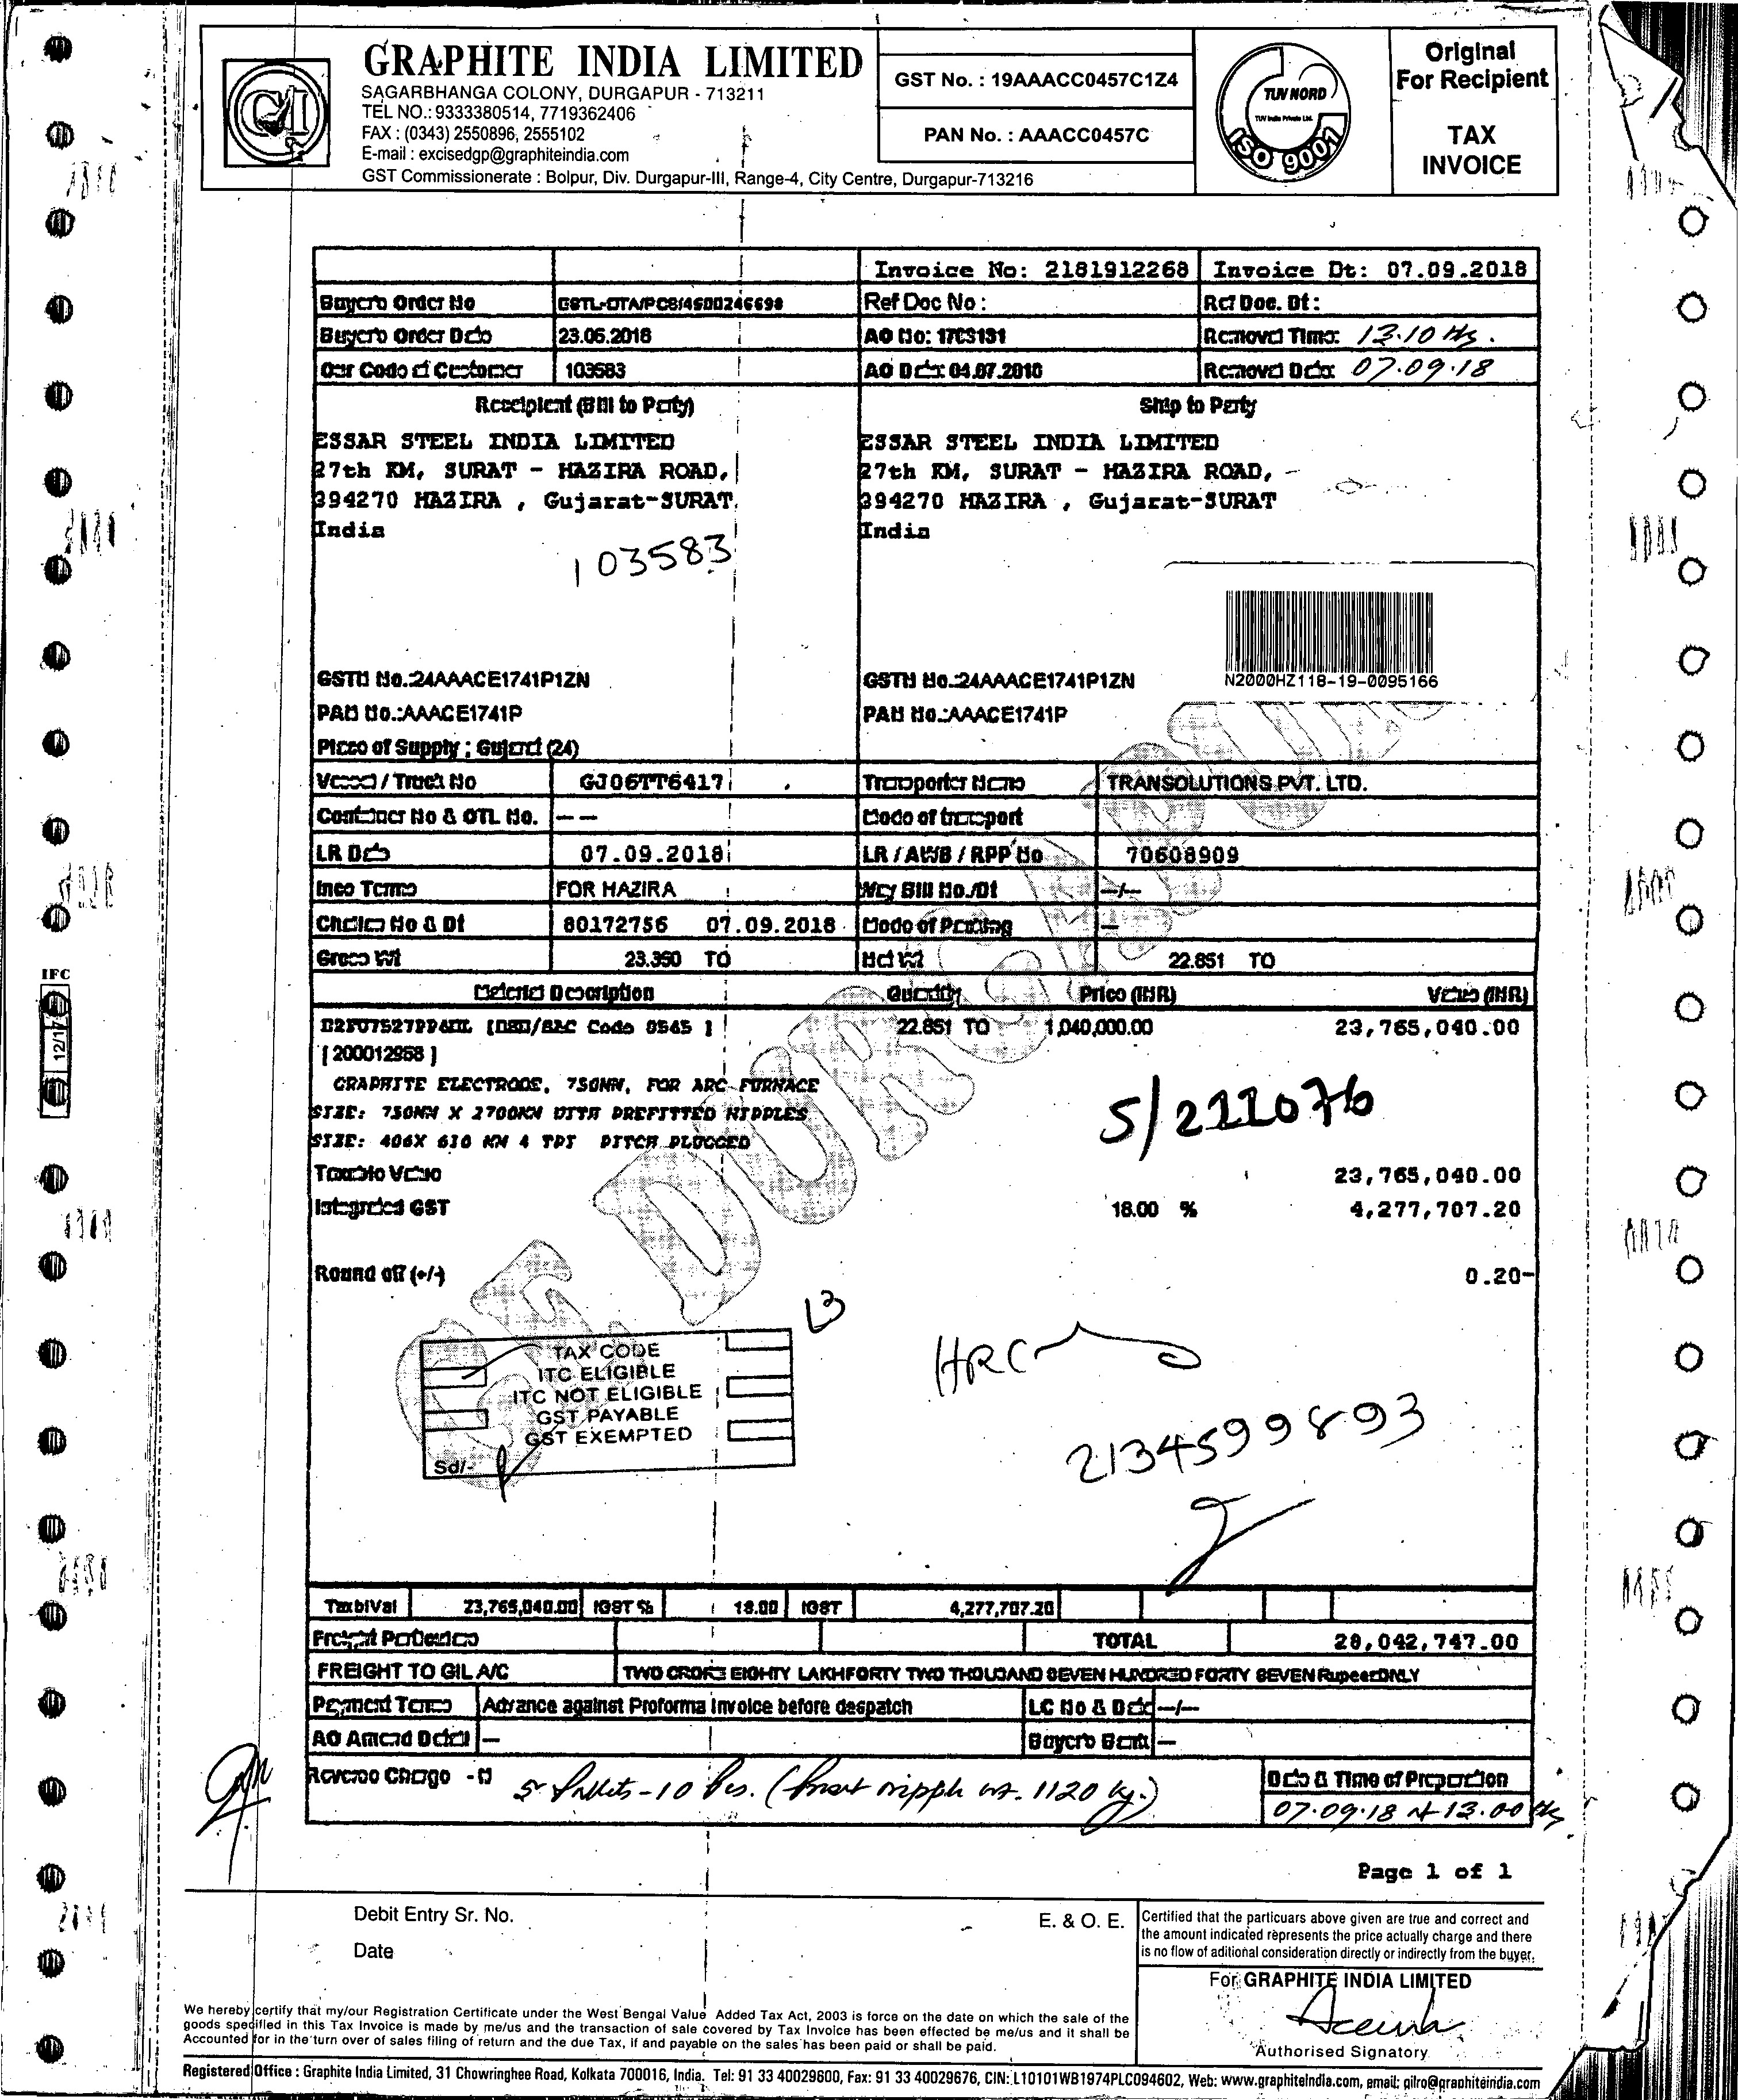 GRAPHITE INDIA LIMITED
SAGARBHANGA COLONY, DURGAPUR - 713211
TEL NO.: 9333380514, 7719362406
FAX : (0343) 2550896, 2555102
E-mail : excisedgp@graphiteindia.com
GST Commissionerate : Bolpur, Div. Durgapur-III, Range-4, City Centre, Durgapur-713216
GST No. : 19AAACC0457C1Z4
PAN No. : AAACC0457C
TUV NORD
TUV India Private Ltd.
ISO 9001
Original
For Recipient
TAX
INVOICE
Invoice No: 2181912268 Invoice Dt: 07.09.2018
Buyer's Order No Ref Doc No : Ref Doc. Dt :
Buyer's Order Date 23.06.2018 AO No: 17CS131 Removal Time: 13.10 Hs.
Our Code of Customer 103583 AO Date: 04.07.2018 Removal Date: 07.09.18
Receipient (Bill to Party) Ship to Party
ESSAR STEEL INDIA LIMITED ESSAR STEEL INDIA LIMITED
27th KM, SURAT - HAZIRA ROAD, 27th KM, SURAT - HAZIRA ROAD,
394270 HAZIRA , Gujarat-SURAT 394270 HAZIRA , Gujarat-SURAT
India India
103583
N2000HZ118-19-0095166
GSTN No.:24AAACE1741P1ZN GSTN No.:24AAACE1741P1ZN
PAN No.:AAACE1741P PAN No.:AAACE1741P
Place of Supply : Gujarat (24)
Vessel / Truck No GJ06TT6417 Transporter Name TRANSOLUTIONS PVT. LTD.
Container No & OTL No. -- Mode of transport
LR Date 07.09.2018 LR / AWB / RPP No 70608909
Inco Terms FOR HAZIRA Way Bill No./Dt --/--
Challan No & Dt 80172756 07.09.2018 Mode of Packing --
Gross Wt 23.350 TO Net Wt 22.851 TO
Material Description Quantity Price (INR) Value (INR)
Code 8545 ] 22.851 TO 1,040,000.00 23,765,040.00
[ 200012958 ]
GRAPHITE ELECTRODE, 750MM, FOR ARC FURNACE
SIZE: 750MM X 2700MM WITH PREFITTED NIPPLES
SIZE: 406X 610 MM 4 TPI PITCH PLUGGED
S/211076
Taxable Value 23,765,040.00
Integrated GST 18.00 % 4,277,707.20
Round off (+/-) 0.20-
L3
TAX CODE
ITC ELIGIBLE
ITC NOT ELIGIBLE
GST PAYABLE
GST EXEMPTED
Sd/-
HRC
2134599893
GIL DURGAPUR
TaxblVal 23,765,040.00 IGST % 18.00 IGST 4,277,707.20
Freight Particulars TOTAL 28,042,747.00
FREIGHT TO GIL A/C TWO CRORE EIGHTY LAKHFORTY TWO THOUSAND SEVEN HUNDRED FORTY SEVEN RupeesONLY
Payment Terms Advance against Proforma Invoice before despatch LC No & Date --/--
AO Amend Detail -- Buyer's Bank --
Reverse Charge - N 5 Pallets - 10 Pcs. ( nipple wt. 1120 kg.) Date & Time of Preparation
07.09.18 at 13.00 Hs
Page 1 of 1
IFC
12/17
Debit Entry Sr. No.
Date
E. & O. E.
Certified that the particuars above given are true and correct and
the amount indicated represents the price actually charge and there
is no flow of aditional consideration directly or indirectly from the buyer.
For GRAPHITE INDIA LIMITED
Authorised Signatory
We hereby certify that my/our Registration Certificate under the West Bengal Value Added Tax Act, 2003 is force on the date on which the sale of the
goods specified in this Tax Invoice is made by me/us and the transaction of sale covered by Tax Invoice has been effected be me/us and it shall be
Accounted for in the turn over of sales filing of return and the due Tax, if and payable on the sales has been paid or shall be paid.
Registered Office : Graphite India Limited, 31 Chowringhee Road, Kolkata 700016, India. Tel: 91 33 40029600, Fax: 91 33 40029676, CIN: L10101WB1974PLC094602, Web: www.graphiteindia.com, email: gilro@graphiteindia.com